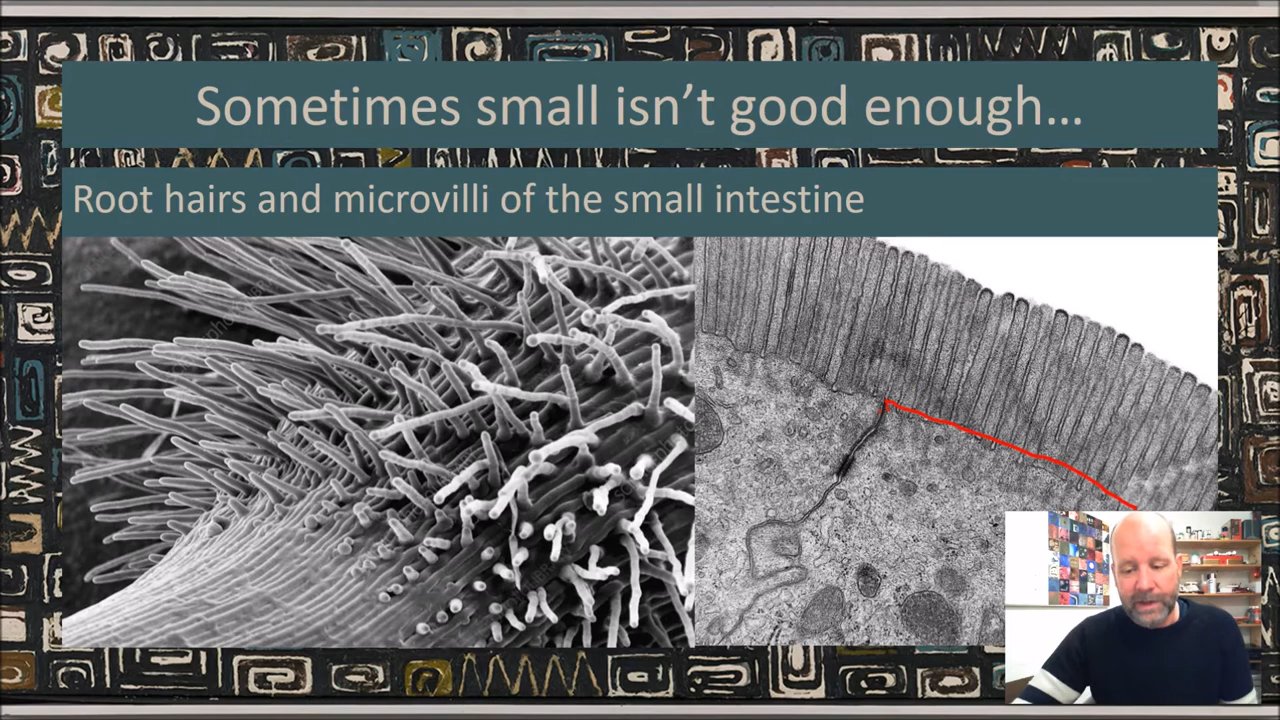 Sometimes small isn’t good enough…
Root hairs and microvilli of the small intestine